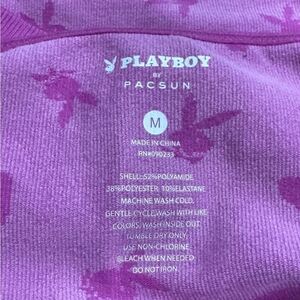 PLAYBOY
BY
PACSUN
M
MADE IN CHINA
RN#090233
SHELL: 52%POLYAMIDE,
38%POLYESTER, 10%ELASTANE
MACHINE WASH COLD,
GENTLE CYCLE,WASH WITH LIKE
COLORS, WASH INSIDE OUT,
TUMBLE DRY ONLY.
USE NON-CHLORINE
BLEACH WHEN NEEDED.
DO NOT IRON.